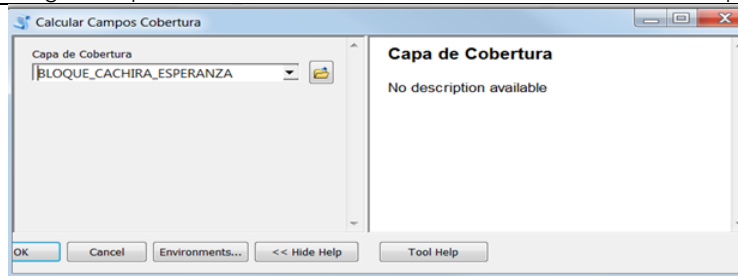 Calcular Campos Cobertura
Capa de Cobertura
BLOQUE_CACHIRA_ESPERANZA
Capa de Cobertura
No description available
OK Cancel Environments... << Hide Help Tool Help